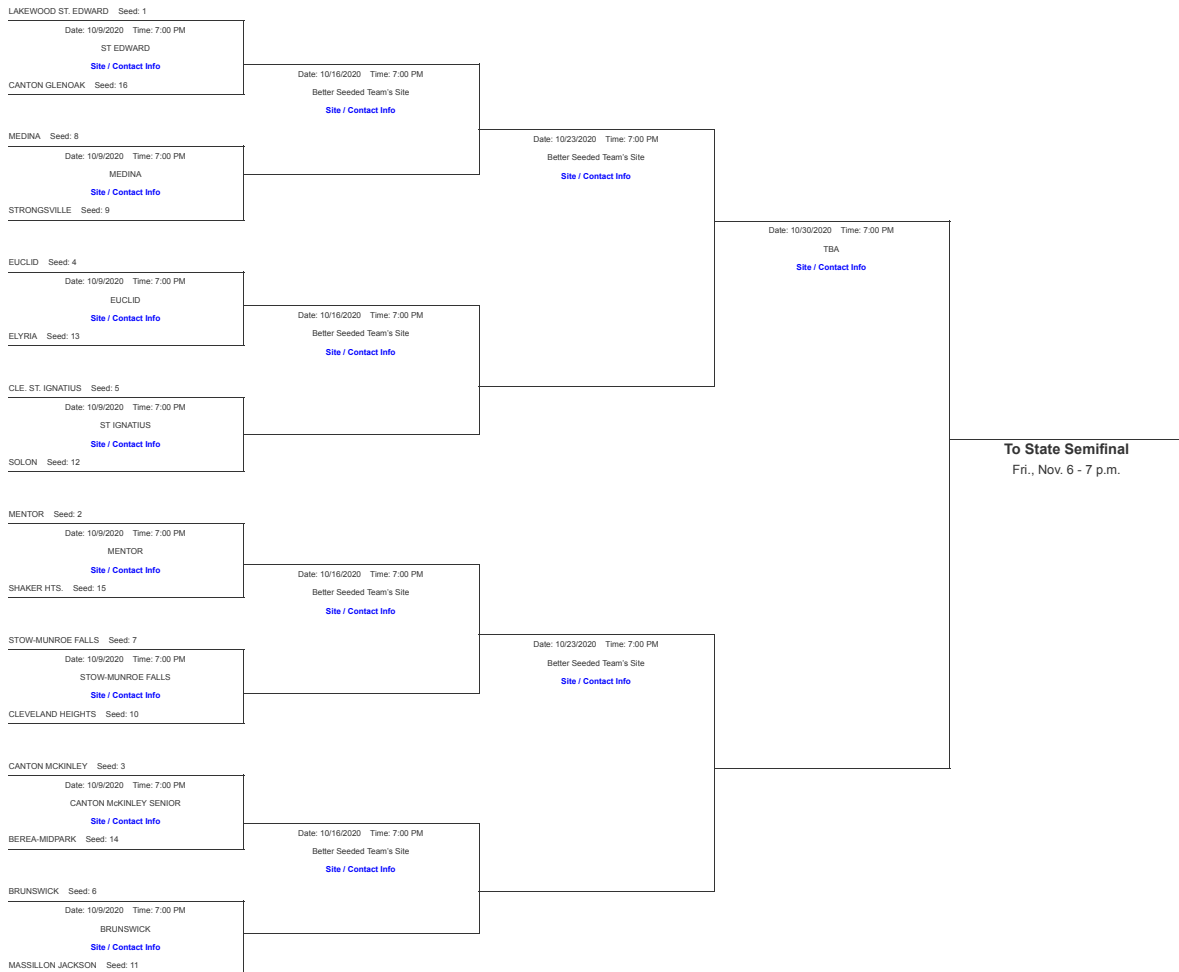 LAKEWOOD ST. EDWARD Seed: 1
Date: 10/9/2020 Time: 7:00 PM
ST EDWARD
Site / Contact Info
CANTON GLENOAK Seed: 16
MEDINA Seed: 8
Date: 10/9/2020 Time: 7:00 PM
MEDINA
Site / Contact Info
STRONGSVILLE Seed: 9
EUCLID Seed: 4
Date: 10/9/2020 Time: 7:00 PM
EUCLID
Site / Contact Info
ELYRIA Seed: 13
CLE. ST. IGNATIUS Seed: 5
Date: 10/9/2020 Time: 7:00 PM
ST IGNATIUS
Site / Contact Info
SOLON Seed: 12
MENTOR Seed: 2
Date: 10/9/2020 Time: 7:00 PM
MENTOR
Site / Contact Info
SHAKER HTS. Seed: 15
STOW-MUNROE FALLS Seed: 7
Date: 10/9/2020 Time: 7:00 PM
STOW-MUNROE FALLS
Site / Contact Info
CLEVELAND HEIGHTS Seed: 10
CANTON MCKINLEY Seed: 3
Date: 10/9/2020 Time: 7:00 PM
CANTON McKINLEY SENIOR
Site / Contact Info
BEREA-MIDPARK Seed: 14
BRUNSWICK Seed: 6
Date: 10/9/2020 Time: 7:00 PM
BRUNSWICK
Site / Contact Info
MASSILLON JACKSON Seed: 11
Date: 10/16/2020 Time: 7:00 PM
Better Seeded Team's Site
Site / Contact Info
Date: 10/16/2020 Time: 7:00 PM
Better Seeded Team's Site
Site / Contact Info
Date: 10/16/2020 Time: 7:00 PM
Better Seeded Team's Site
Site / Contact Info
Date: 10/16/2020 Time: 7:00 PM
Better Seeded Team's Site
Site / Contact Info
Date: 10/23/2020 Time: 7:00 PM
Better Seeded Team's Site
Site / Contact Info
Date: 10/23/2020 Time: 7:00 PM
Better Seeded Team's Site
Site / Contact Info
Date: 10/30/2020 Time: 7:00 PM
TBA
Site / Contact Info
To State Semifinal
Fri., Nov. 6 - 7 p.m.